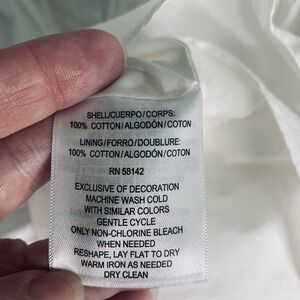 SHELL/CUERPO/CORPS:
100% COTTON/ALGODÓN/COTON
LINING/FORRO/DOUBLURE:
100% COTTON/ALGODÓN/COTON
RN 58142
EXCLUSIVE OF DECORATION
MACHINE WASH COLD
WITH SIMILAR COLORS
GENTLE CYCLE
ONLY NON-CHLORINE BLEACH
WHEN NEEDED
RESHAPE, LAY FLAT TO DRY
WARM IRON AS NEEDED
DRY CLEAN